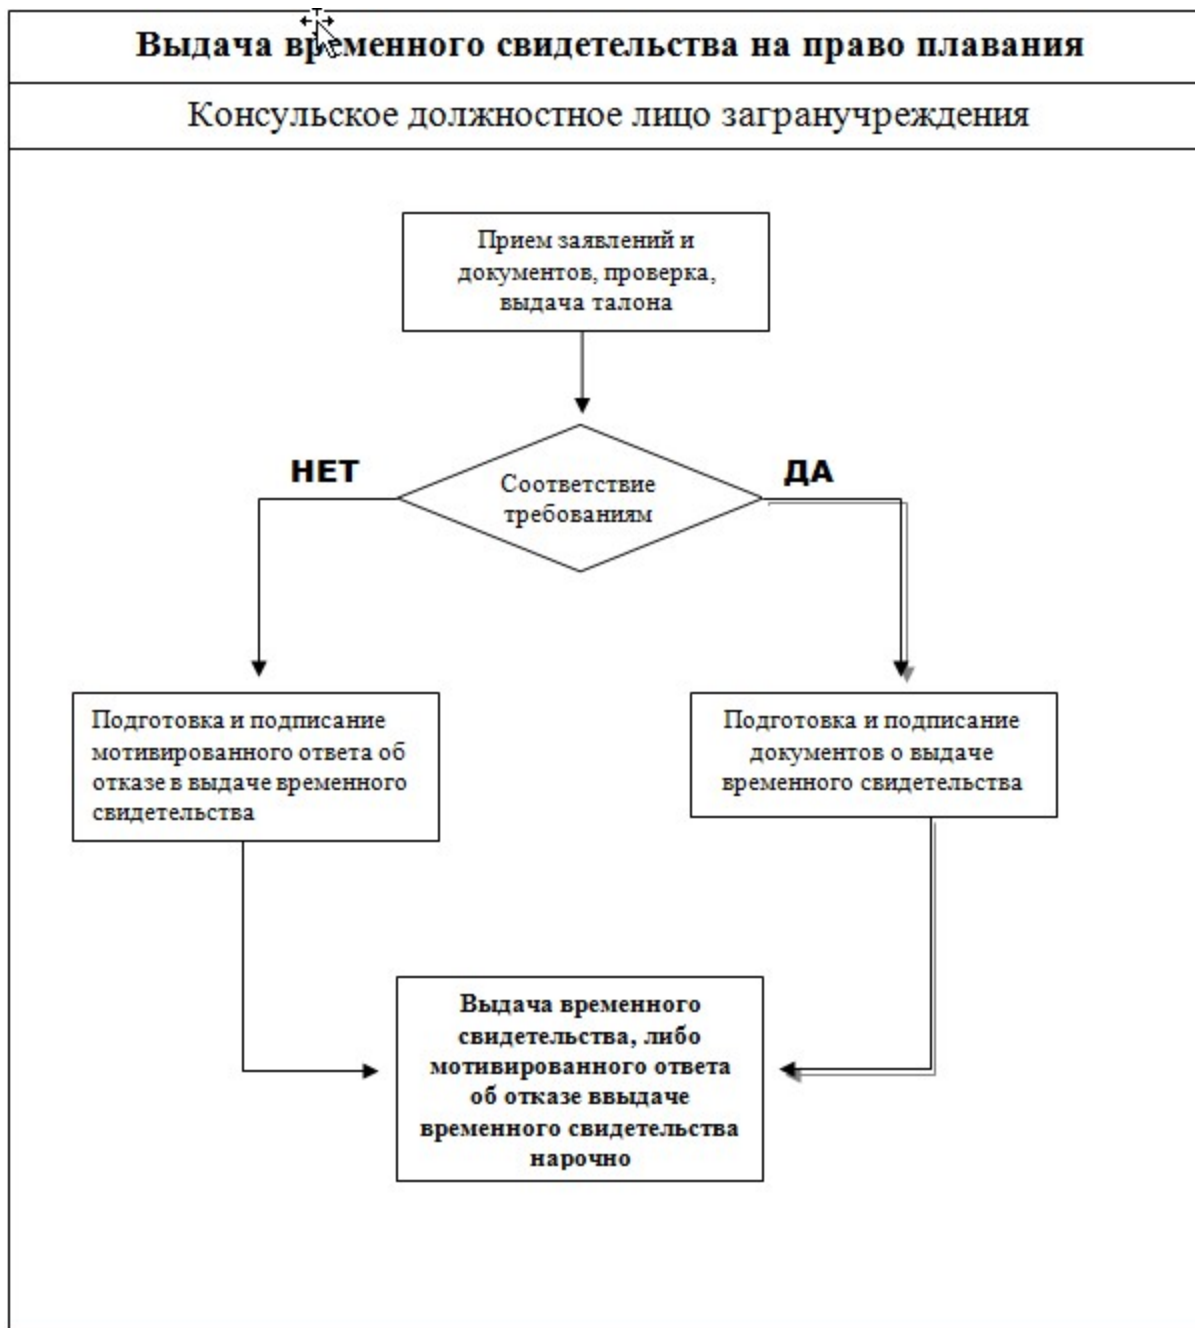 Выдача временного свидетельства на право плавания
Консульское должностное лицо загранучреждения
Прием заявлений и
документов, проверка,
выдача талона
НЕТ
ДА
Соответствие
требованиям
Подготовка и подписание
мотивированного ответа об
отказе в выдаче временного
свидетельства
Подготовка и подписание
документов о выдаче
временного свидетельства
Выдача временного
свидетельства, либо
мотивированного ответа
об отказе ввыдаче
временного свидетельства
нарочно